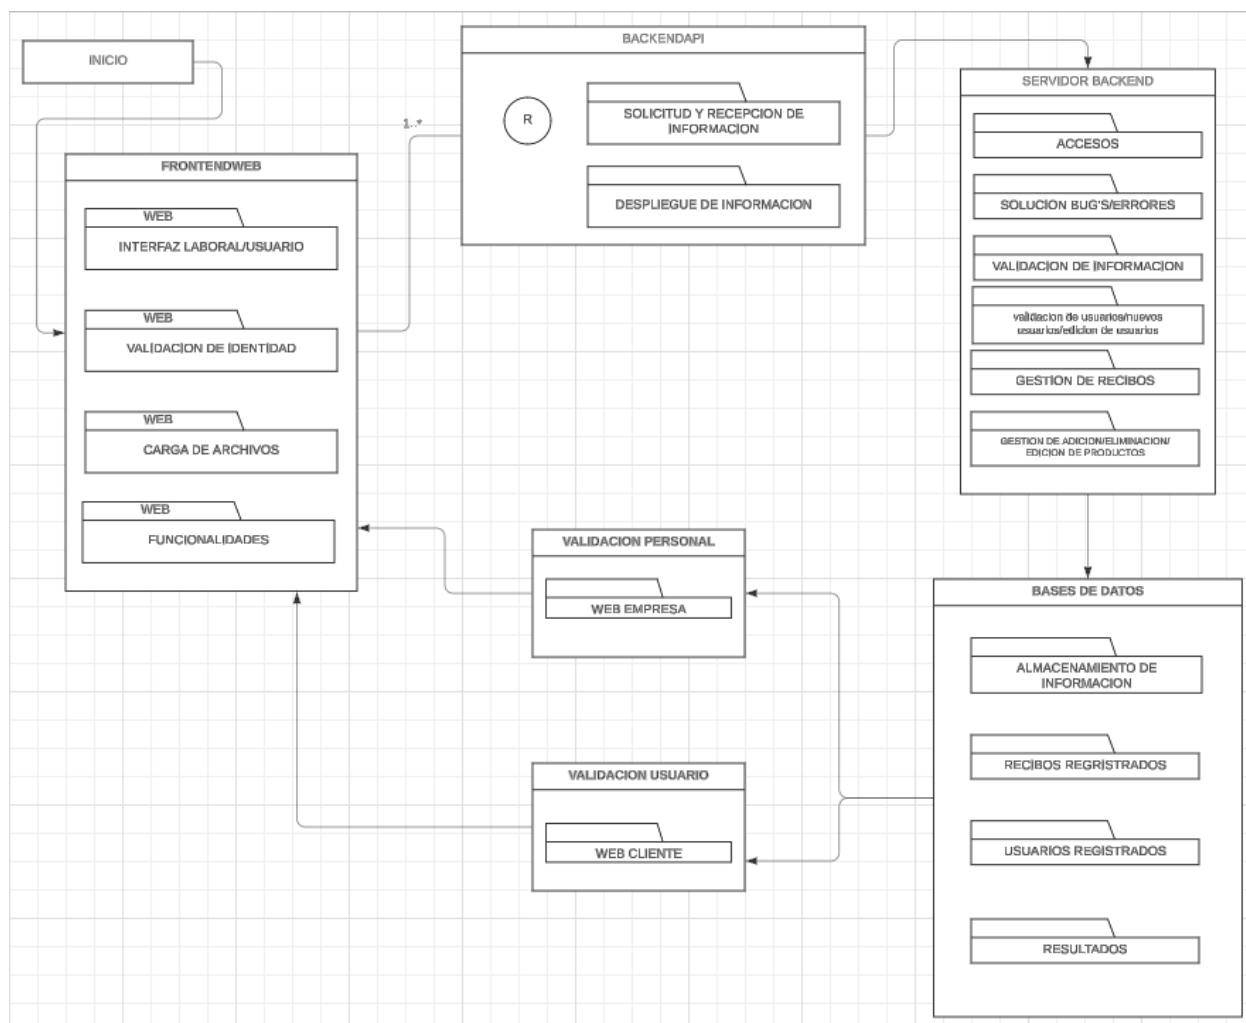 INICIO
FRONTENDWEB
WEB
INTERFAZ LABORAL/USUARIO
WEB
VALIDACION DE IDENTIDAD
WEB
CARGA DE ARCHIVOS
WEB
FUNCIONALIDADES
1..*
BACKENDAPI
R
SOLICITUD Y RECEPCION DE
INFORMACION
DESPLIEGUE DE INFORMACION
SERVIDOR BACKEND
ACCESOS
SOLUCION BUG'S/ERRORES
VALIDACION DE INFORMACION
validacion de usuarios/nuevos
usuarios/edicion de usuarios
GESTION DE RECIBOS
GESTION DE ADICION/ELIMINACION/
EDICION DE PRODUCTOS
VALIDACION PERSONAL
WEB EMPRESA
VALIDACION USUARIO
WEB CLIENTE
BASES DE DATOS
ALMACENAMIENTO DE
INFORMACION
RECIBOS REGRISTRADOS
USUARIOS REGISTRADOS
RESULTADOS